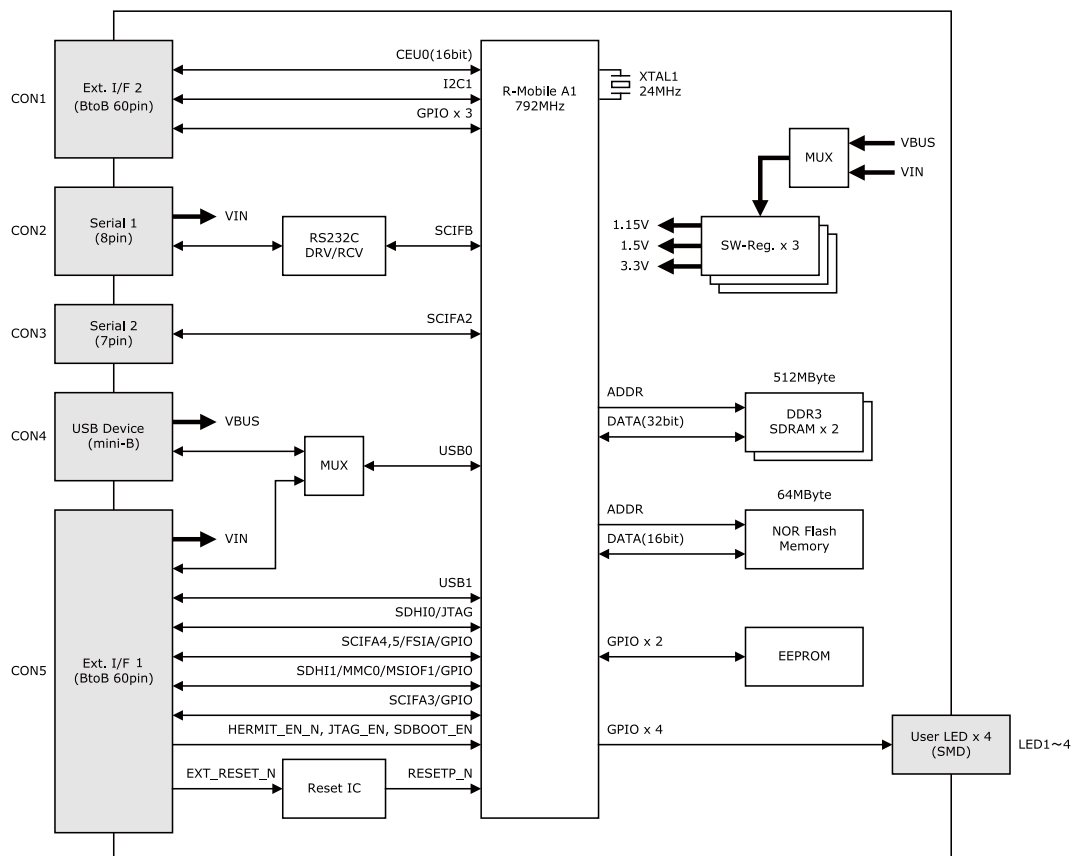 CON1
Ext. I/F 2
(BtoB 60pin)
CEU0(16bit)
I2C1
GPIO x 3
R-Mobile A1
792MHz
XTAL1
24MHz
MUX
VBUS
VIN
CON2
Serial 1
(8pin)
VIN
RS232C
DRV/RCV
SCIFB
1.15V
1.5V
3.3V
SW-Reg. x 3
CON3
Serial 2
(7pin)
SCIFA2
CON4
USB Device
(mini-B)
VBUS
MUX
USB0
512MByte
ADDR
DATA(32bit)
DDR3
SDRAM x 2
64MByte
ADDR
DATA(16bit)
NOR Flash
Memory
CON5
Ext. I/F 1
(BtoB 60pin)
VIN
USB1
SDHI0/JTAG
SCIFA4,5/FSIA/GPIO
SDHI1/MMC0/MSIOF1/GPIO
SCIFA3/GPIO
HERMIT_EN_N, JTAG_EN, SDBOOT_EN
EXT_RESET_N
Reset IC
RESETP_N
GPIO x 2
EEPROM
GPIO x 4
User LED x 4
(SMD)
LED1～4